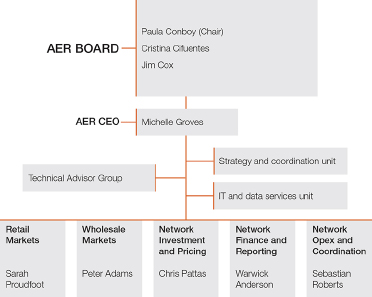 Paula Conboy (Chair)
AER BOARD
Cristina Cifuentes
Jim Cox
AER CEO
Michelle Groves
Strategy and coordination unit
Technical Advisor Group
IT and data services unit
Retail
Markets
Sarah
Proudfoot
Wholesale
Markets
Peter Adams
Network
Investment
and Pricing
Chris Pattas
Network
Finance and
Reporting
Warwick
Anderson
Network
Opex and
Coordination
Sebastian
Roberts